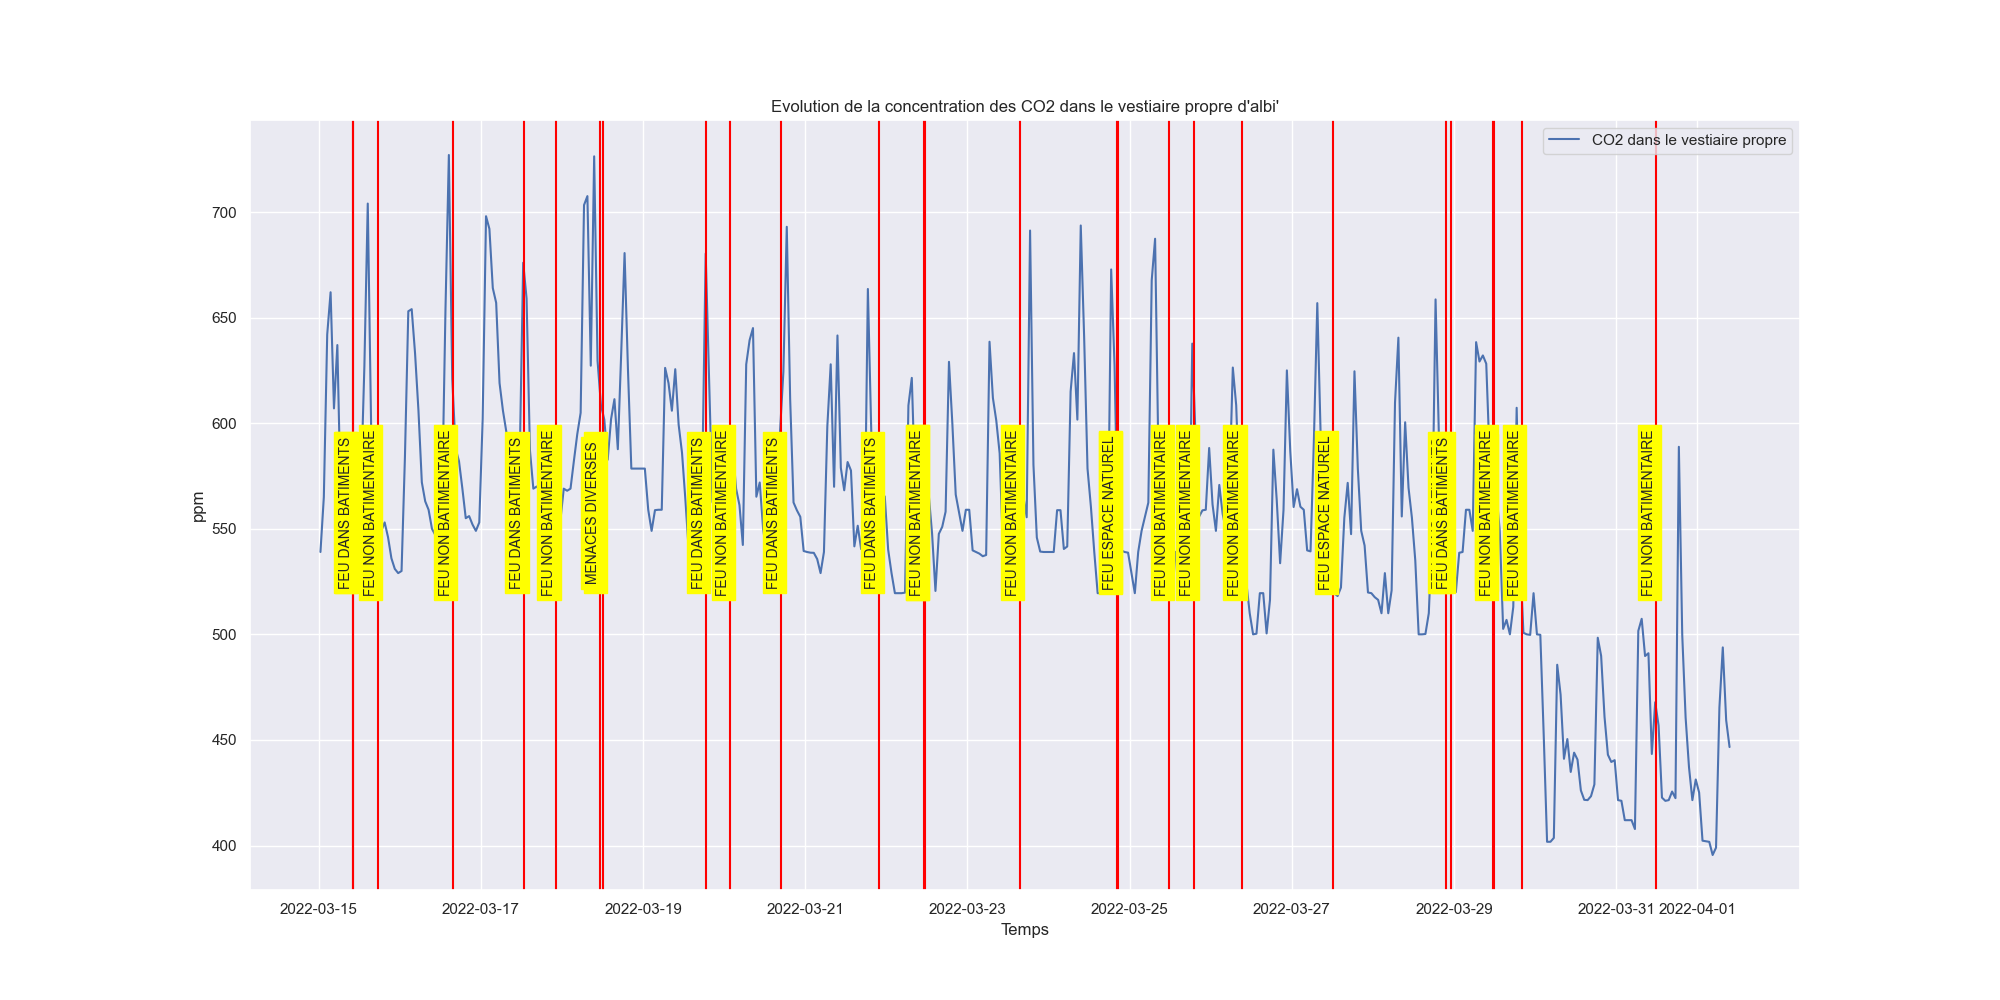 Evolution de la concentration des CO2 dans le vestiaire propre d'albi'
CO2 dans le vestiaire propre
ppm
700
650
600
550
500
450
400
FEU DANS BATIMENTS
FEU NON BATIMENTAIRE
FEU NON BATIMENTAIRE
FEU DANS BATIMENTS
FEU NON BATIMENTAIRE
MENACES DIVERSES
FEU DANS BATIMENTS
FEU NON BATIMENTAIRE
FEU DANS BATIMENTS
FEU DANS BATIMENTS
FEU NON BATIMENTAIRE
FEU NON BATIMENTAIRE
FEU ESPACE NATUREL
FEU NON BATIMENTAIRE
FEU NON BATIMENTAIRE
FEU NON BATIMENTAIRE
FEU ESPACE NATUREL
FEU DANS BATIMENTS
FEU NON BATIMENTAIRE
FEU NON BATIMENTAIRE
FEU NON BATIMENTAIRE
2022-03-15 2022-03-17 2022-03-19 2022-03-21 2022-03-23 2022-03-25 2022-03-27 2022-03-29 2022-03-31 2022-04-01
Temps